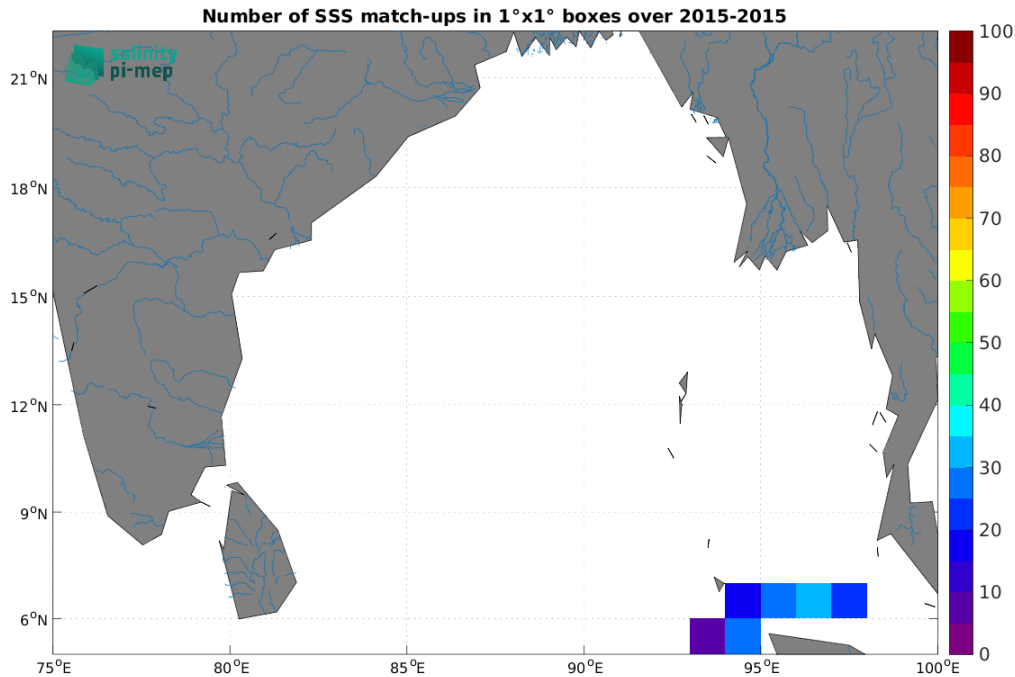 Number of SSS match-ups in 1°x1° boxes over 2015-2015
salinity
pi-mep
21°N
18°N
15°N
12°N
9°N
6°N
75°E
80°E
85°E
90°E
95°E
100°E
100
90
80
70
60
50
40
30
20
10
0